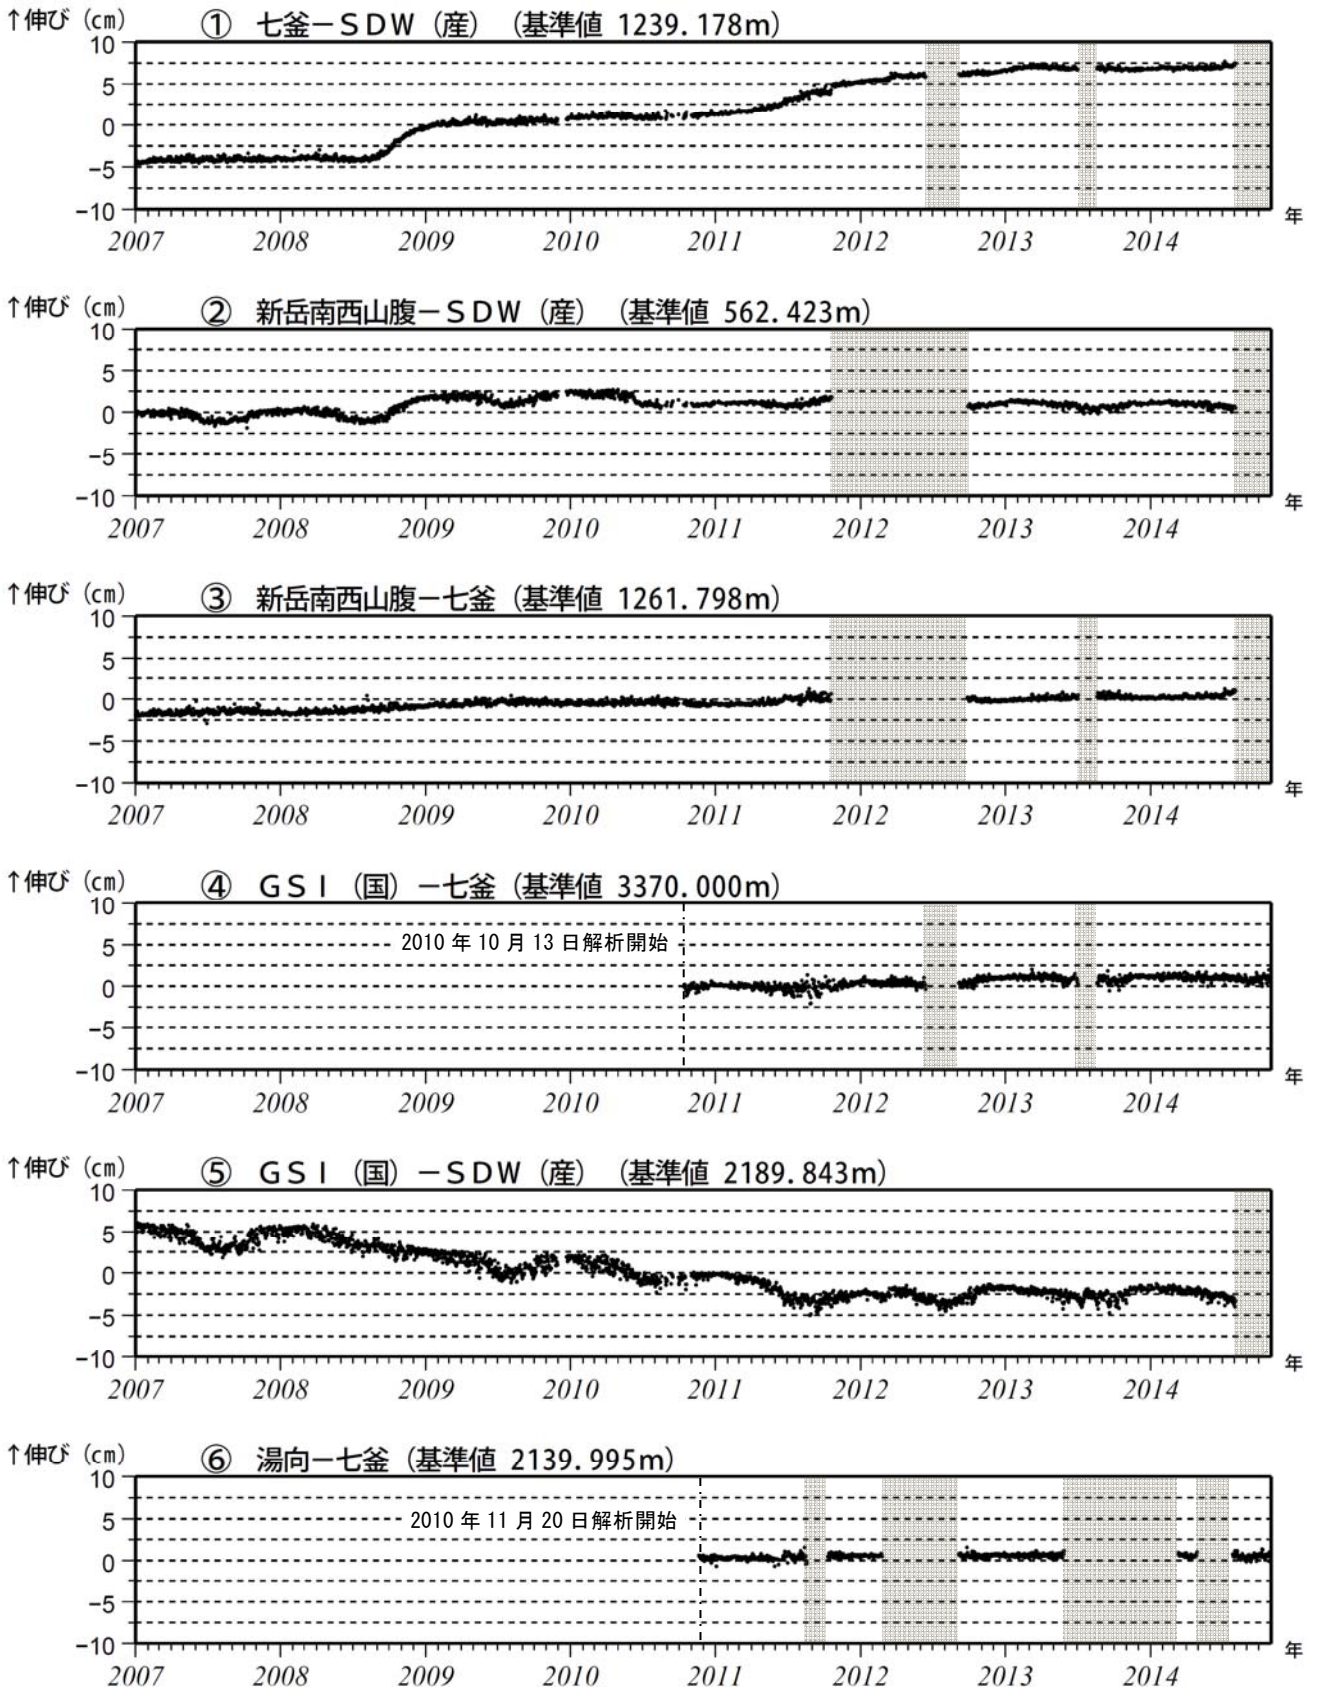 ↑伸び（cm） ① 七釜－ＳＤＷ（産）（基準値 1239.178m）
10
5
0
−5
−10
年
2007 2008 2009 2010 2011 2012 2013 2014
↑伸び（cm） ② 新岳南西山腹－ＳＤＷ（産）（基準値 562.423m）
10
5
0
−5
−10
年
2007 2008 2009 2010 2011 2012 2013 2014
↑伸び（cm） ③ 新岳南西山腹－七釜（基準値 1261.798m）
10
5
0
−5
−10
年
2007 2008 2009 2010 2011 2012 2013 2014
↑伸び（cm） ④ ＧＳＩ（国）－七釜（基準値 3370.000m）
10
2010 年 10 月 13 日解析開始
5
0
−5
−10
年
2007 2008 2009 2010 2011 2012 2013 2014
↑伸び（cm） ⑤ ＧＳＩ（国）－ＳＤＷ（産）（基準値 2189.843m）
10
5
0
−5
−10
年
2007 2008 2009 2010 2011 2012 2013 2014
↑伸び（cm） ⑥ 湯向－七釜（基準値 2139.995m）
10
2010 年 11 月 20 日解析開始
5
0
−5
−10
年
2007 2008 2009 2010 2011 2012 2013 2014